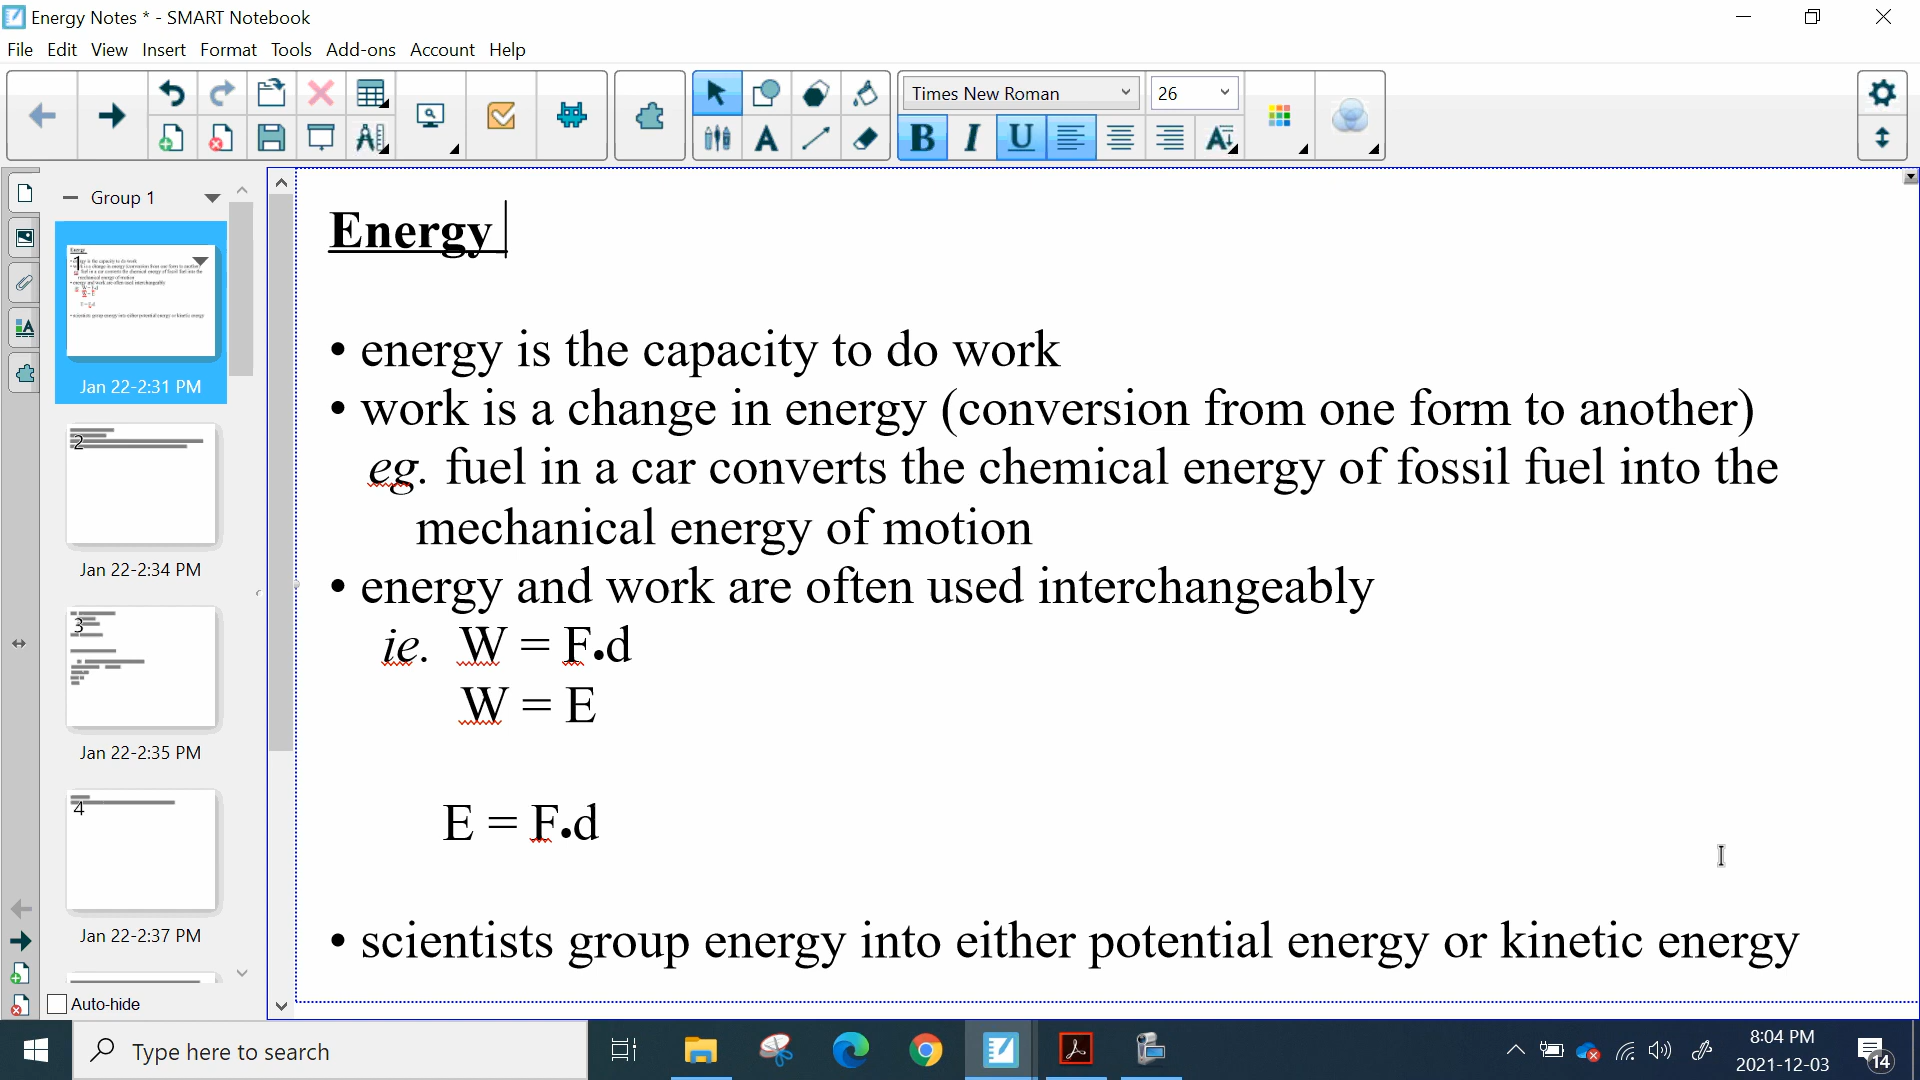 Energy Notes * - SMART Notebook
File Edit View Insert Format Tools Add-ons Account Help
Times New Roman 26
B I U
Group 1
1
Jan 22-2:31 PM
2
Jan 22-2:34 PM
3
Jan 22-2:35 PM
4
Jan 22-2:37 PM
Auto-hide
Energy
• energy is the capacity to do work
• work is a change in energy (conversion from one form to another)
eg. fuel in a car converts the chemical energy of fossil fuel into the
mechanical energy of motion
• energy and work are often used interchangeably
ie. W = F.d
W = E
E = F.d
• scientists group energy into either potential energy or kinetic energy
Type here to search
8:04 PM
2021-12-03
14